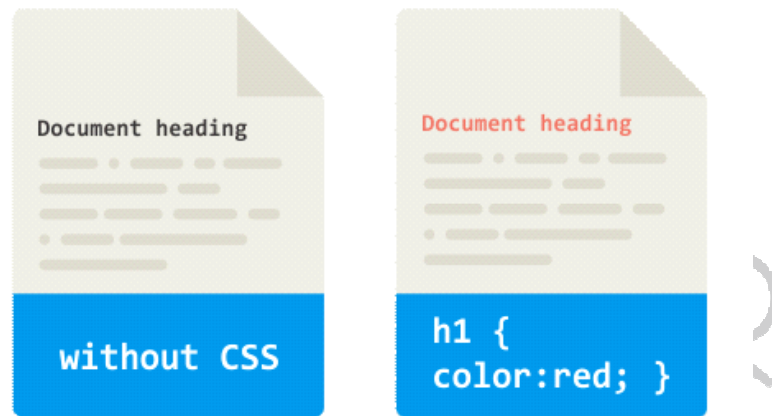 Document heading
without CSS
Document heading
h1 {
color:red; }